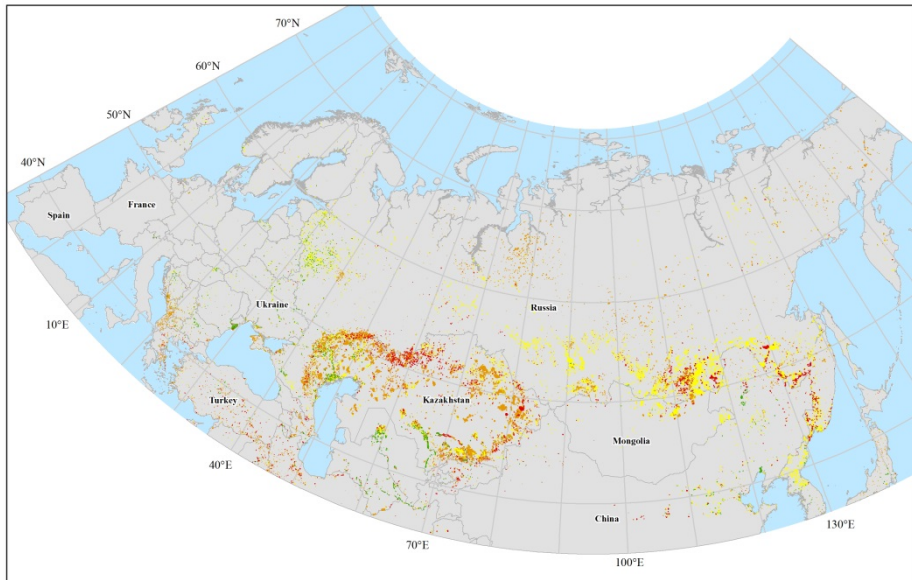 70°N
60°N
50°N
40°N
France
Spain
Ukraine
Russia
10°E
Turkey
Kazakhstan
Mongolia
40°E
China
70°E
130°E
100°E